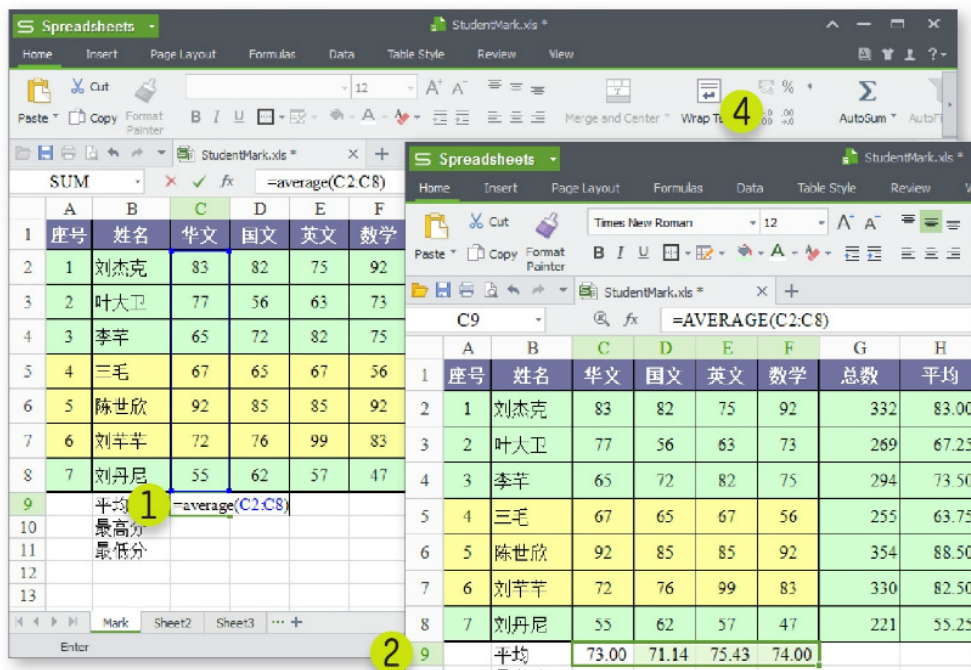 Spreadsheets
StudentMark.xls *
Home Insert Page Layout Formulas Data Table Style Review View
Cut
12
Paste Copy Format Painter
B I U
Merge and Center
Wrap
AutoSum
StudentMark.xls *
SUM
fx =average(C2:C8)
A B C D E F
1 座号 姓名 华文 国文 英文 数学
2 1 刘杰克 83 82 75 92
3 2 叶大卫 77 56 63 73
4 3 李芊 65 72 82 75
5 4 三毛 67 65 67 56
6 5 陈世欣 92 85 85 92
7 6 刘芊芊 72 76 99 83
8 7 刘丹尼 55 62 57 47
9 平均 =average(C2:C8)
10 最高分
11 最低分
12
13
Mark Sheet2 Sheet3 ... +
Enter
1
4
Spreadsheets
StudentMark.xls *
Home Insert Page Layout Formulas Data Table Style Review
Cut
Times New Roman 12
Paste Copy Format Painter
B I U
StudentMark.xls *
C9
fx =AVERAGE(C2:C8)
A B C D E F G H
1 座号 姓名 华文 国文 英文 数学 总数 平均
2 1 刘杰克 83 82 75 92 332 83.00
3 2 叶大卫 77 56 63 73 269 67.25
4 3 李芊 65 72 82 75 294 73.50
5 4 三毛 67 65 67 56 255 63.75
6 5 陈世欣 92 85 85 92 354 88.50
7 6 刘芊芊 72 76 99 83 330 82.50
8 7 刘丹尼 55 62 57 47 221 55.25
2
9 平均 73.00 71.14 75.43 74.00